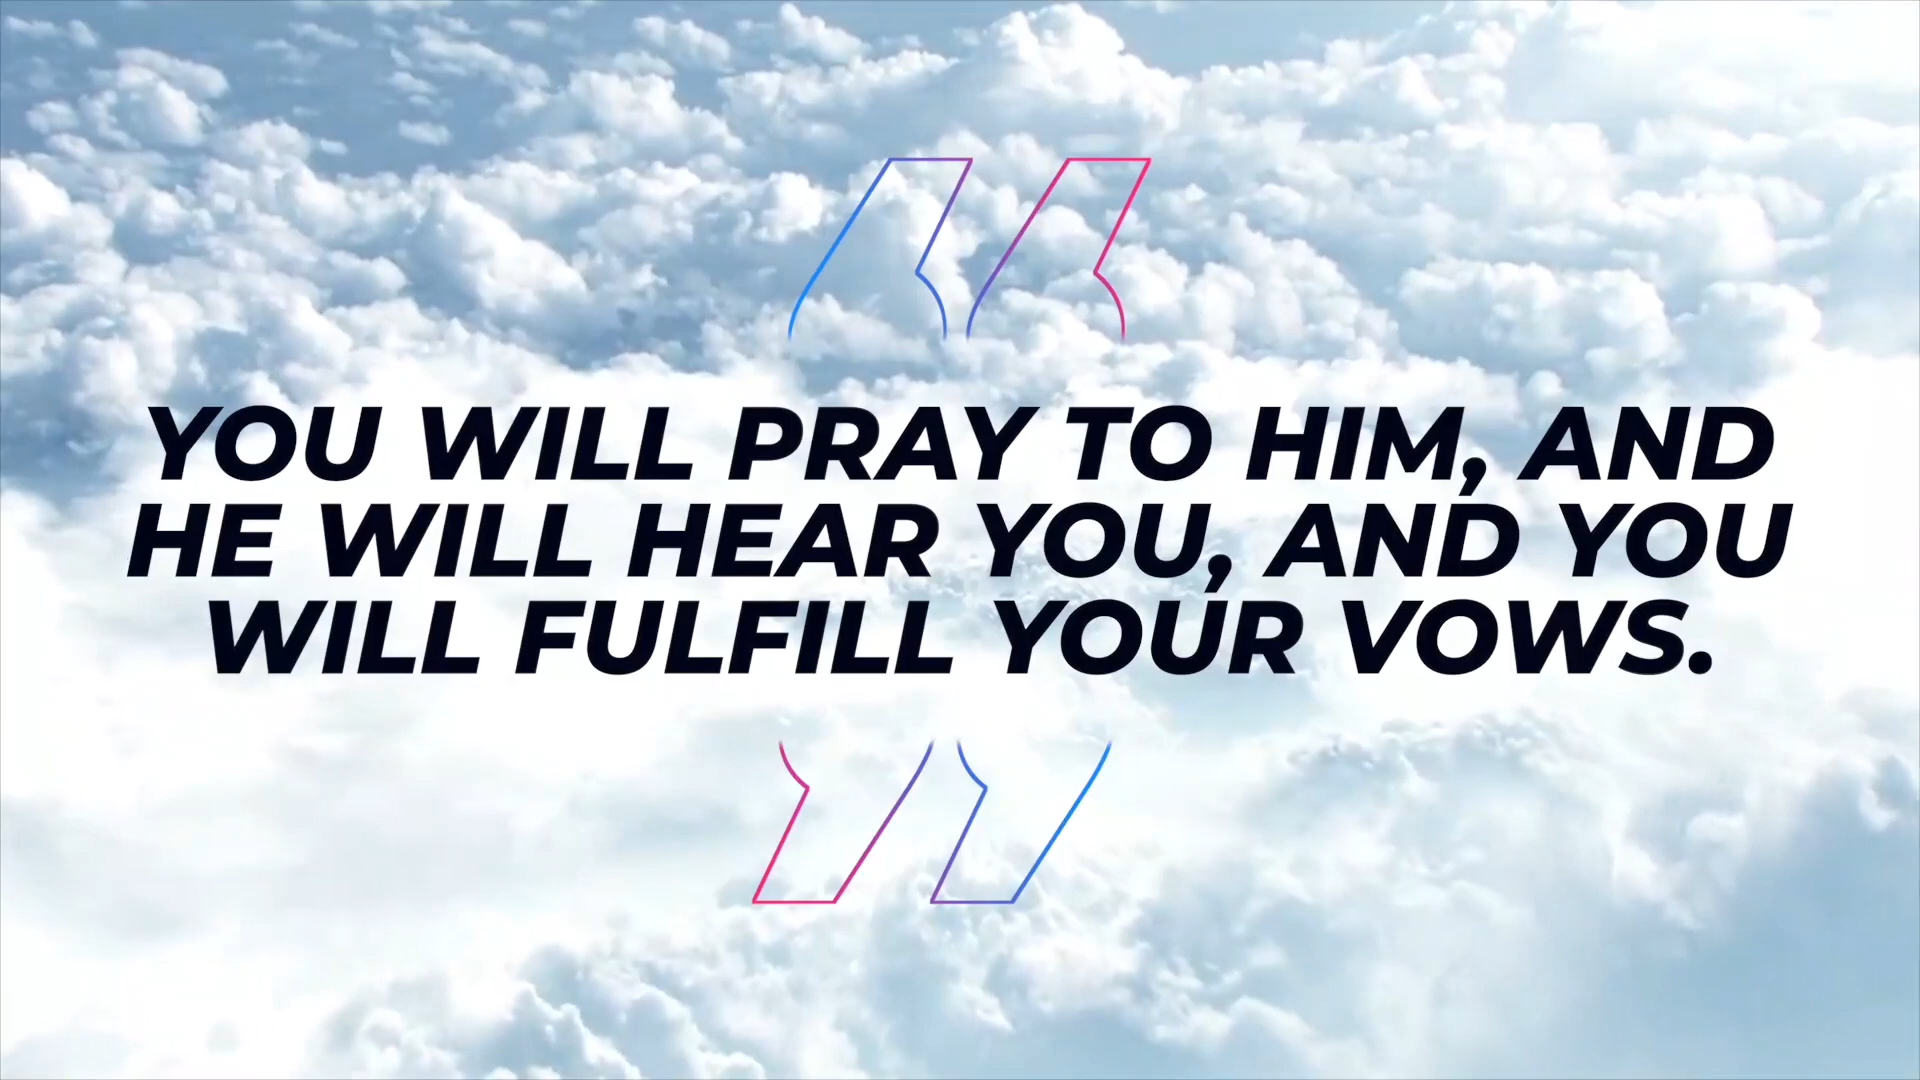 YOU WILL PRAY TO HIM, AND
HE WILL HEAR YOU, AND YOU
WILL FULFILL YOUR VOWS.